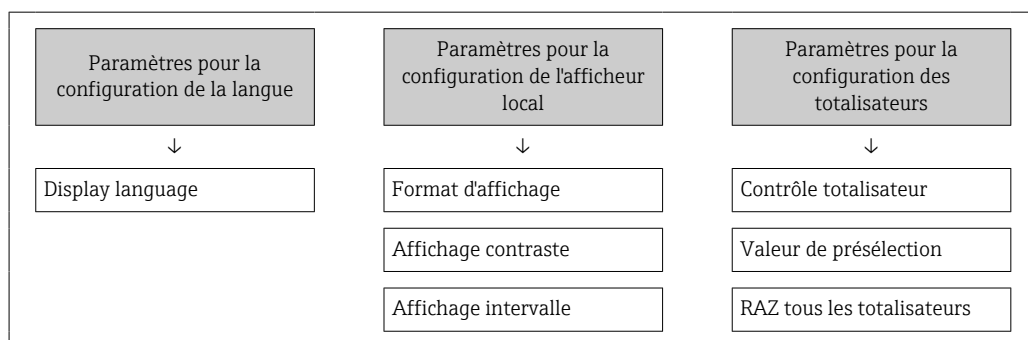 Paramètres pour la
configuration de la langue
Display language
Paramètres pour la
configuration de l'afficheur
local
Format d'affichage
Affichage contraste
Affichage intervalle
Paramètres pour la
configuration des
totalisateurs
Contrôle totalisateur
Valeur de présélection
RAZ tous les totalisateurs